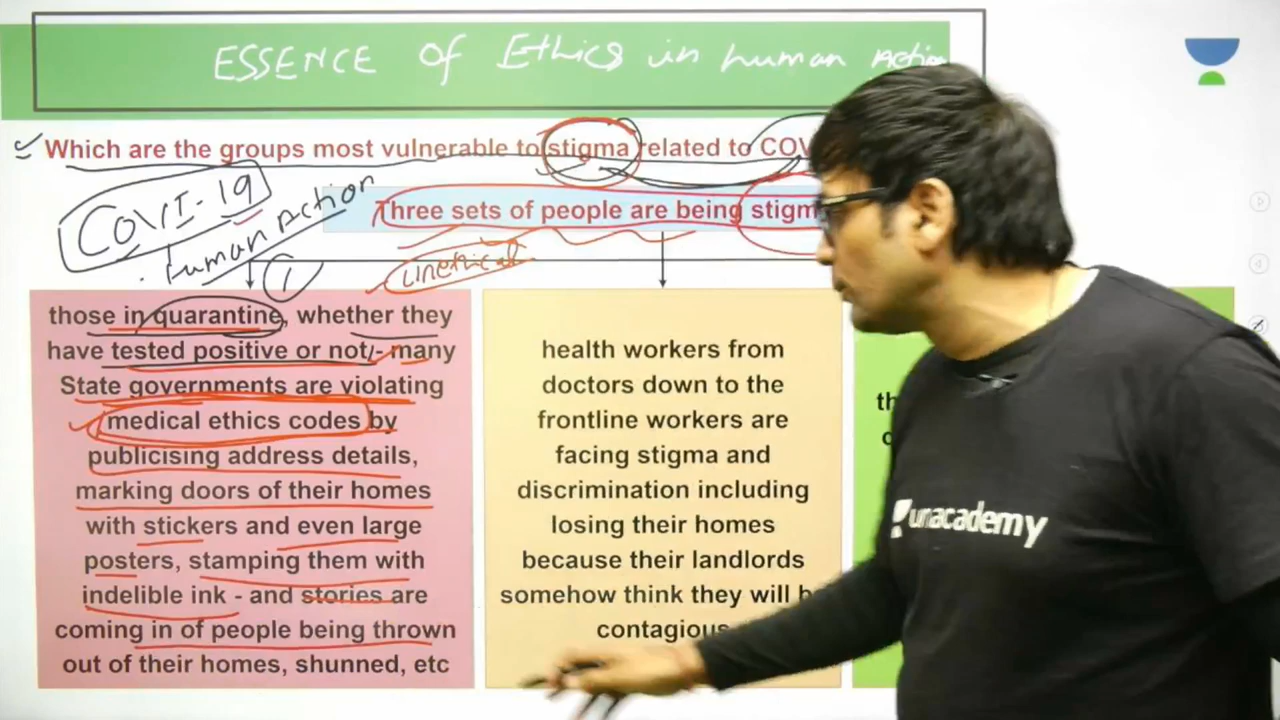 ESSENCE of Ethics in human Action
Which are the groups most vulnerable to stigma related to COV
COVI-19
human Action
Three sets of people are being stigm
unethical
1
those in quarantine, whether they
have tested positive or not,- many
State governments are violating
medical ethics codes by
publicising address details,
marking doors of their homes
with stickers and even large
posters, stamping them with
indelible ink - and stories are
coming in of people being thrown
out of their homes, shunned, etc
health workers from
doctors down to the
frontline workers are
facing stigma and
discrimination including
losing their homes
because their landlords
somehow think they will b
contagious
th
unacademy